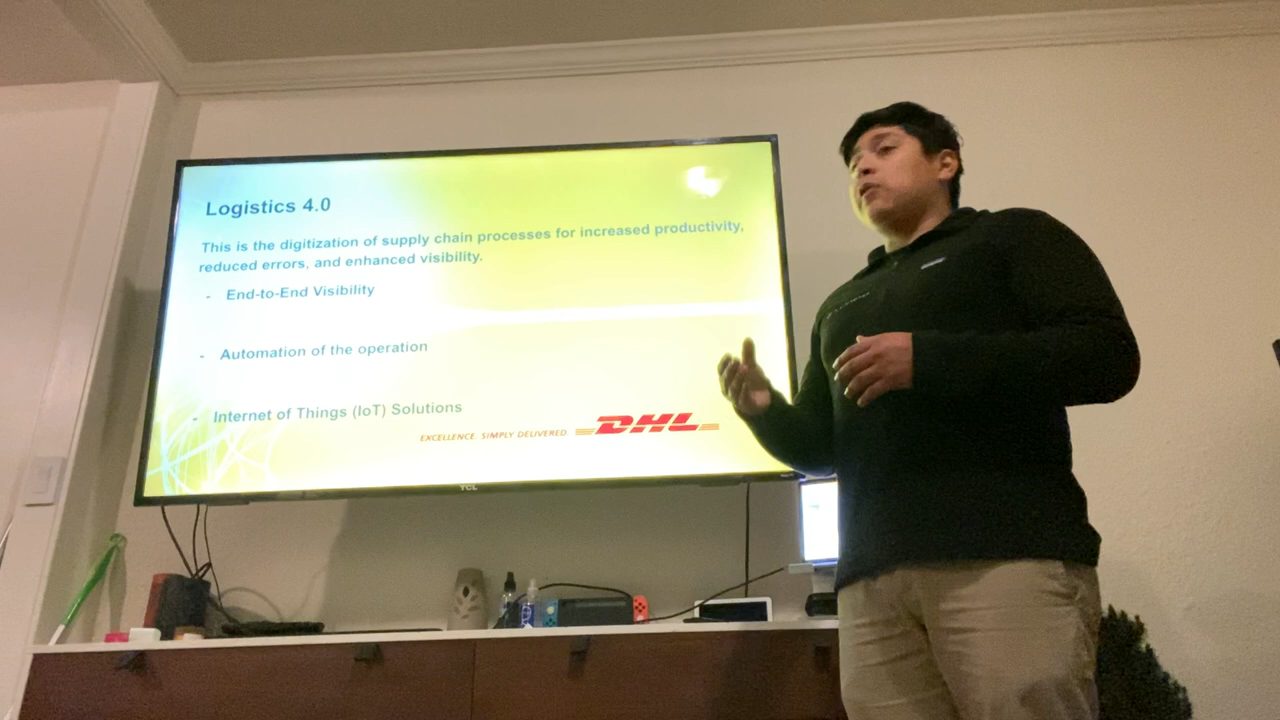 Logistics 4.0
This is the digitization of supply chain processes for increased productivity,
reduced errors, and enhanced visibility.
- End-to-End Visibility
- Automation of the operation
- Internet of Things (IoT) Solutions
EXCELLENCE. SIMPLY DELIVERED.
DHL
TCL